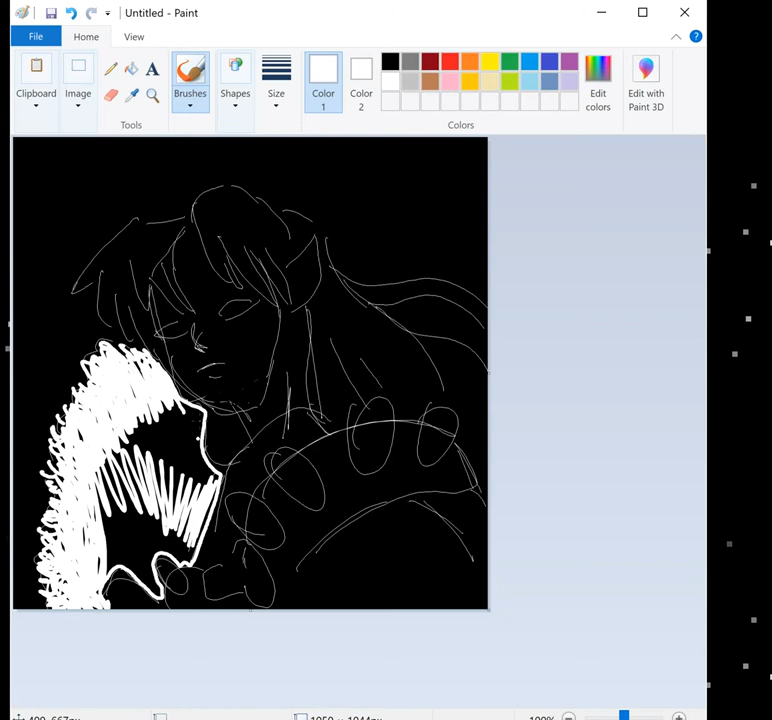 Untitled - Paint
File Home View
Clipboard Image Brushes Shapes Size Color 1 Color 2 Edit colors Edit with Paint 3D
Tools Colors
100%